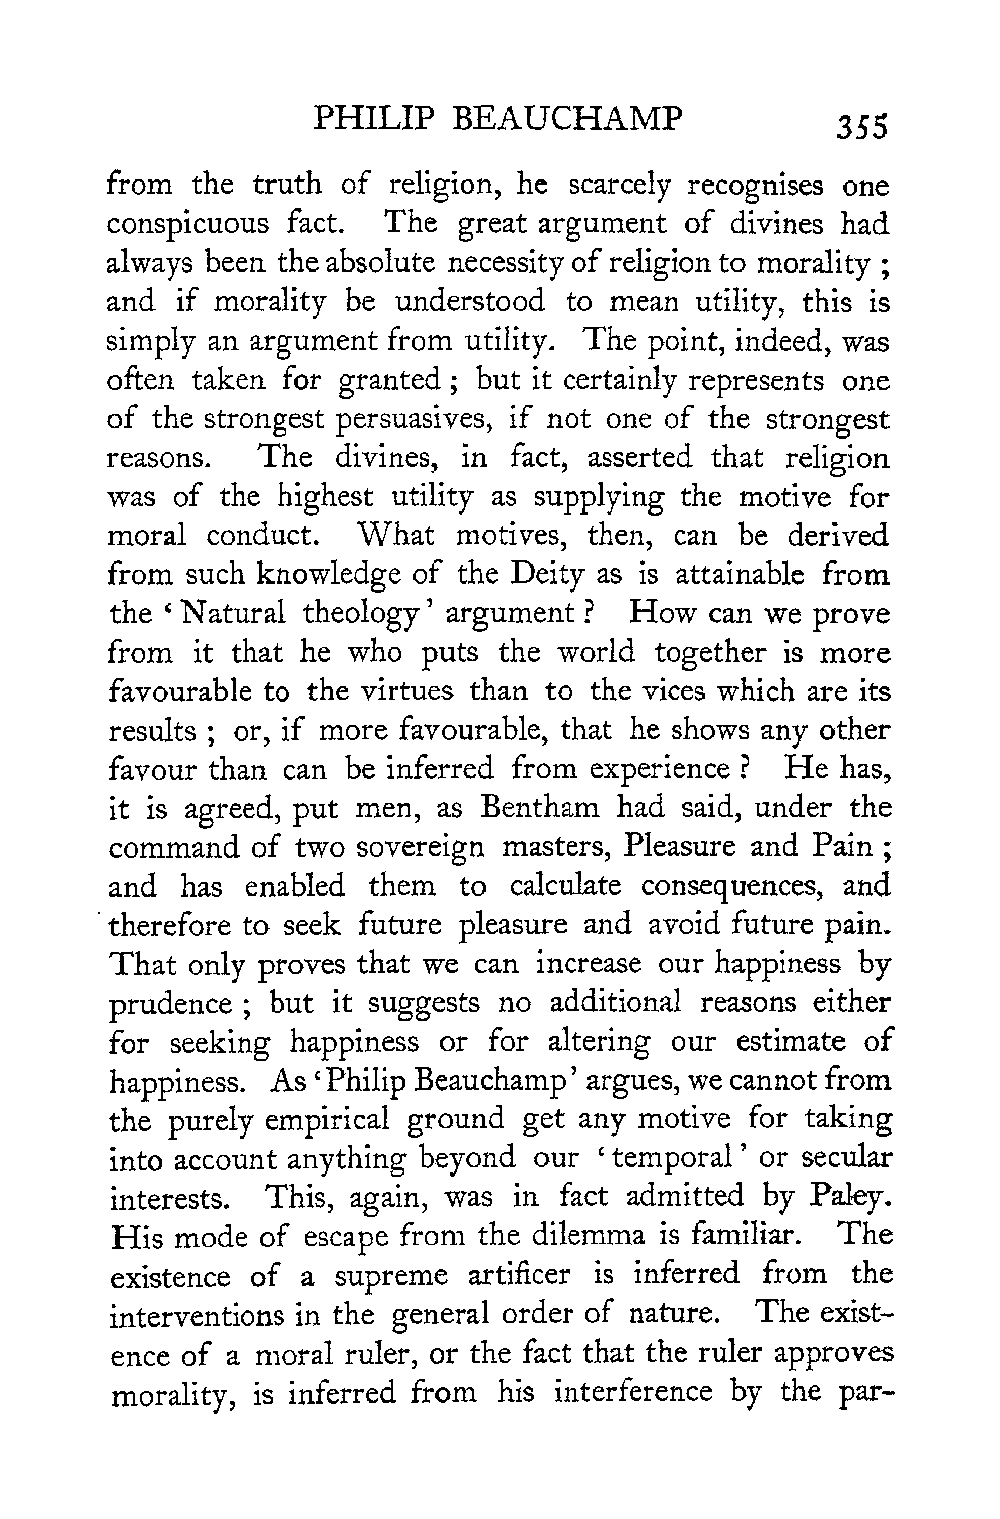 PHILIP BEAUCHAMP 355
from the truth of religion, he scarcely recognises one
conspicuous fact. The great argument of divines had
always been the absolute necessity of religion to morality ;
and if morality be understood to mean utility, this is
simply an argument from utility. The point, indeed, was
often taken for granted ; but it certainly represents one
of the strongest persuasives, if not one of the strongest
reasons. The divines, in fact, asserted that religion
was of the highest utility as supplying the motive for
moral conduct. What motives, then, can be derived
from such knowledge of the Deity as is attainable from
the ‘ Natural theology ’ argument ? How can we prove
from it that he who puts the world together is more
favourable to the virtues than to the vices which are its
results ; or, if more favourable, that he shows any other
favour than can be inferred from experience ? He has,
it is agreed, put men, as Bentham had said, under the
command of two sovereign masters, Pleasure and Pain ;
and has enabled them to calculate consequences, and
therefore to seek future pleasure and avoid future pain.
That only proves that we can increase our happiness by
prudence ; but it suggests no additional reasons either
for seeking happiness or for altering our estimate of
happiness. As ‘ Philip Beauchamp ’ argues, we cannot from
the purely empirical ground get any motive for taking
into account anything beyond our ‘ temporal ’ or secular
interests. This, again, was in fact admitted by Paley.
His mode of escape from the dilemma is familiar. The
existence of a supreme artificer is inferred from the
interventions in the general order of nature. The exist-
ence of a moral ruler, or the fact that the ruler approves
morality, is inferred from his interference by the par-